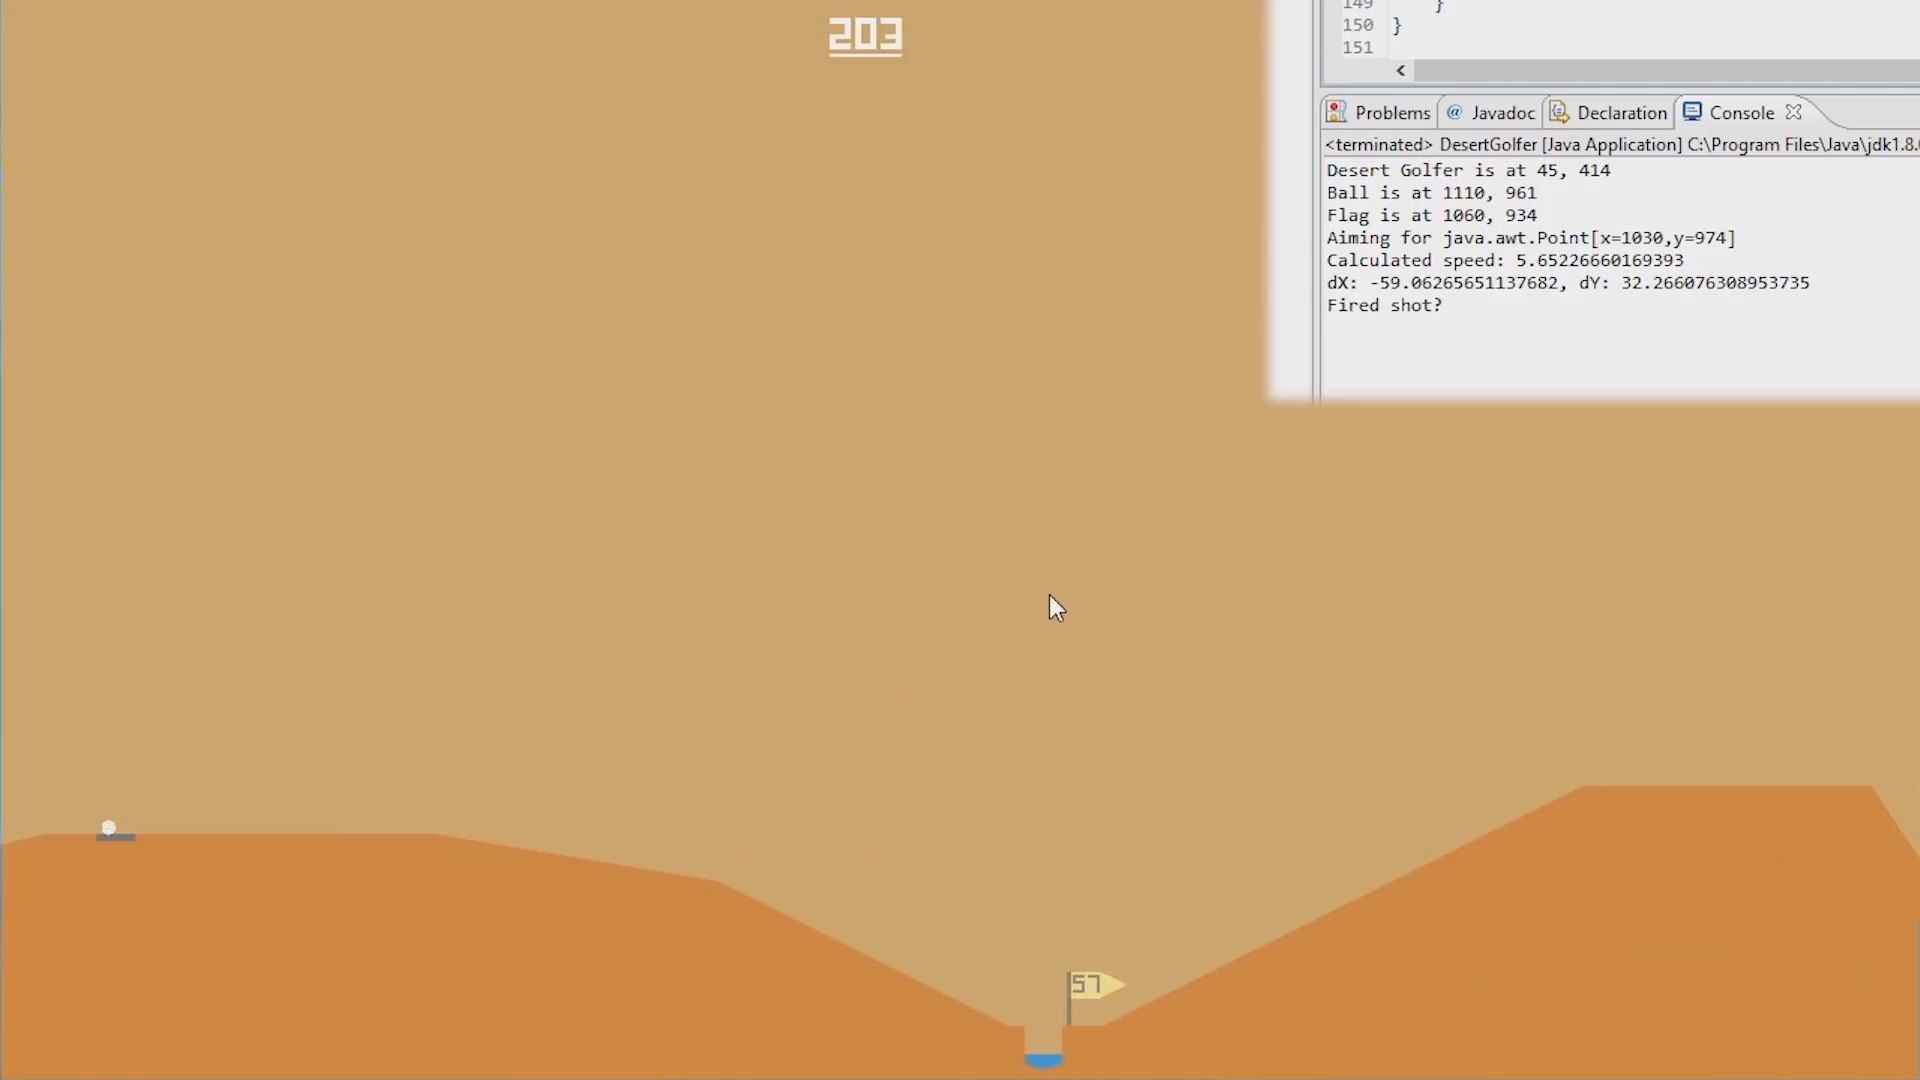 203
149 }
150 }
151
<
Problems @ Javadoc Declaration Console
<terminated> DesertGolfer [Java Application] C:\Program Files\Java\jdk1.8.
Desert Golfer is at 45, 414
Ball is at 1110, 961
Flag is at 1060, 934
Aiming for java.awt.Point[x=1030,y=974]
Calculated speed: 5.65226660169393
dX: -59.06265651137682, dY: 32.266076308953735
Fired shot?
57